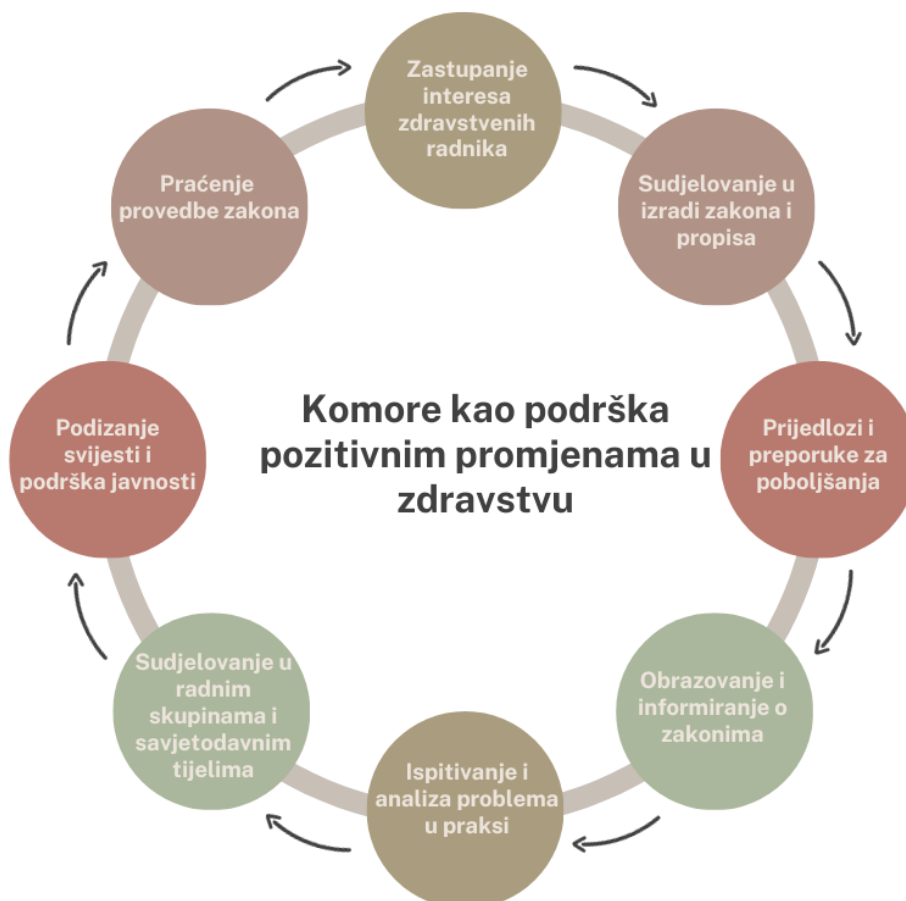 Zastupanje
interesa
zdravstvenih
radnika
Sudjelovanje u
izradi zakona i
propisa
Prijedlozi i
preporuke za
poboljšanja
Obrazovanje i
informiranje o
zakonima
Ispitivanje i
analiza problema
u praksi
Sudjelovanje u
radnim
skupinama i
savjetodavnim
tijelima
Podizanje
svijesti i
podrška javnosti
Praćenje
provedbe zakona
Komore kao podrška
pozitivnim promjenama u
zdravstvu